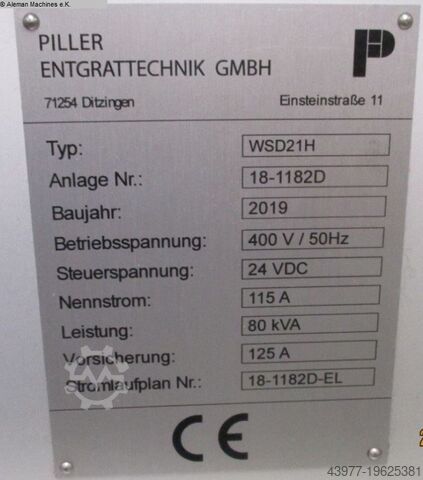 © Aleman Machines e.K.
PILLER
ENTGRATTECHNIK GMBH
71254 Ditzingen Einsteinstraße 11
Typ: WSD21H
Anlage Nr.: 18-1182D
Baujahr: 2019
Betriebsspannung: 400 V / 50Hz
Steuerspannung: 24 VDC
Nennstrom: 115 A
Leistung: 80 kVA
Vorsicherung: 125 A
Stromlaufplan Nr.: 18-1182D-EL
CE
43977-19625381